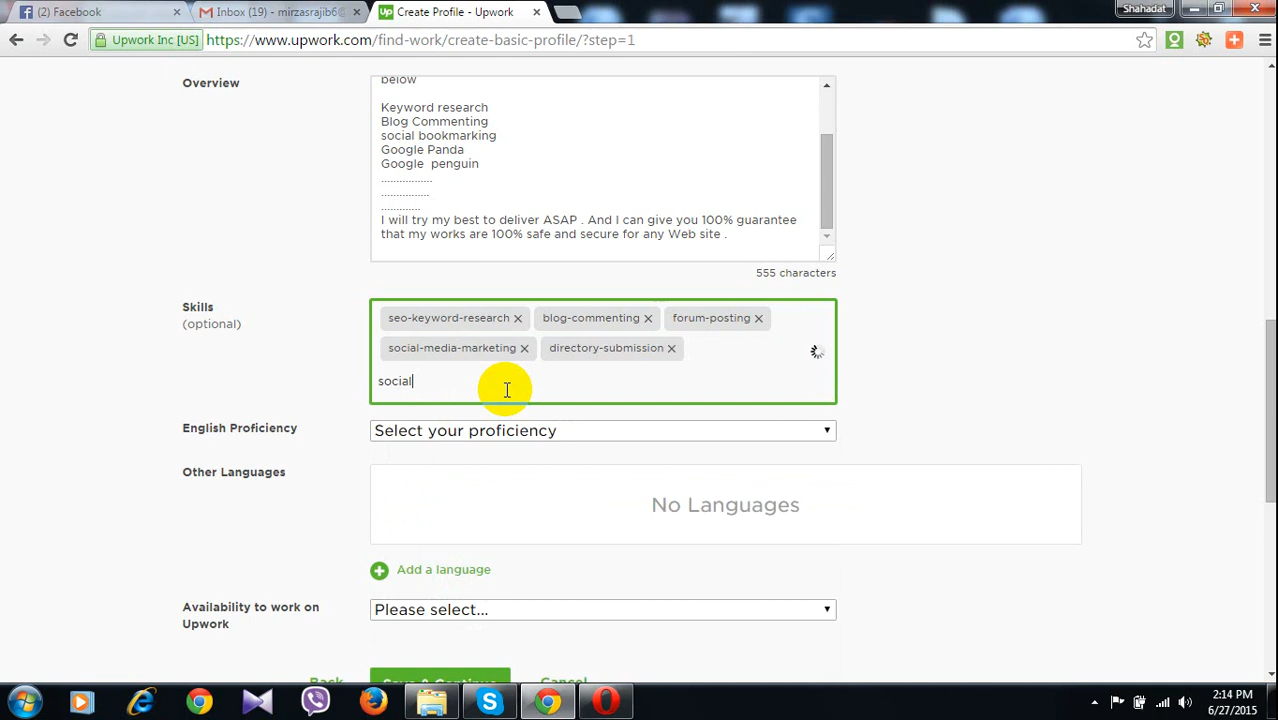 (2) Facebook
Inbox (19) - mirzasrajib6@
Create Profile - Upwork
Shahadat
Upwork Inc [US]
https://www.upwork.com/find-work/create-basic-profile/?step=1
Overview
below
Keyword research
Blog Commenting
social bookmarking
Google Panda
Google penguin
.................
................
.............
I will try my best to deliver ASAP . And I can give you 100% guarantee
that my works are 100% safe and secure for any Web site .
555 characters
Skills
(optional)
seo-keyword-research
blog-commenting
forum-posting
social-media-marketing
directory-submission
social
English Proficiency
Select your proficiency
Other Languages
No Languages
Add a language
Availability to work on
Upwork
Please select...
Back
Save & Continue
Cancel
2:14 PM
6/27/2015